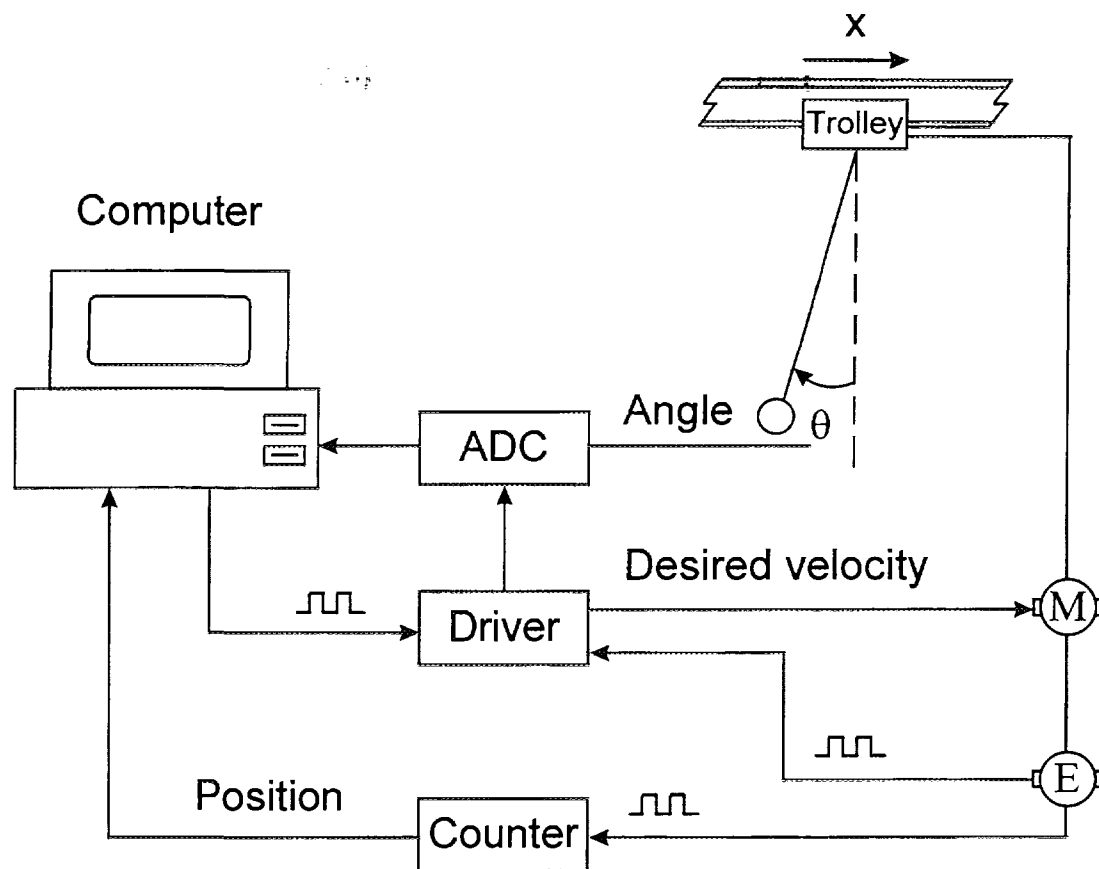 X
Trolley
Computer
Angle
θ
ADC
Desired velocity
Driver
M
E
Position
Counter